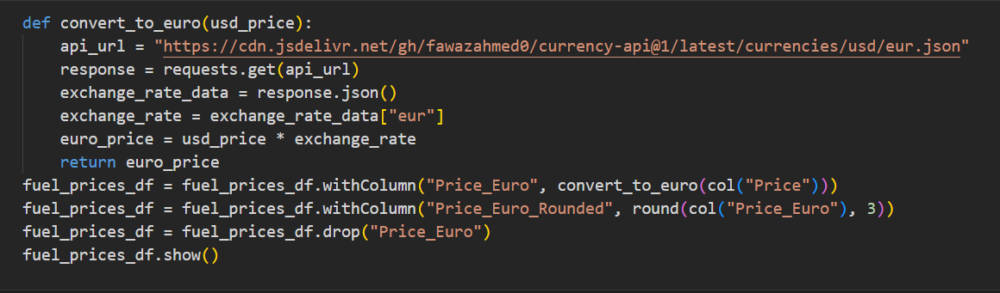 def convert_to_euro(usd_price):
    api_url = "https://cdn.jsdelivr.net/gh/fawazahmed0/currency-api@1/latest/currencies/usd/eur.json"
    response = requests.get(api_url)
    exchange_rate_data = response.json()
    exchange_rate = exchange_rate_data["eur"]
    euro_price = usd_price * exchange_rate
    return euro_price
fuel_prices_df = fuel_prices_df.withColumn("Price_Euro", convert_to_euro(col("Price")))
fuel_prices_df = fuel_prices_df.withColumn("Price_Euro_Rounded", round(col("Price_Euro"), 3))
fuel_prices_df = fuel_prices_df.drop("Price_Euro")
fuel_prices_df.show()